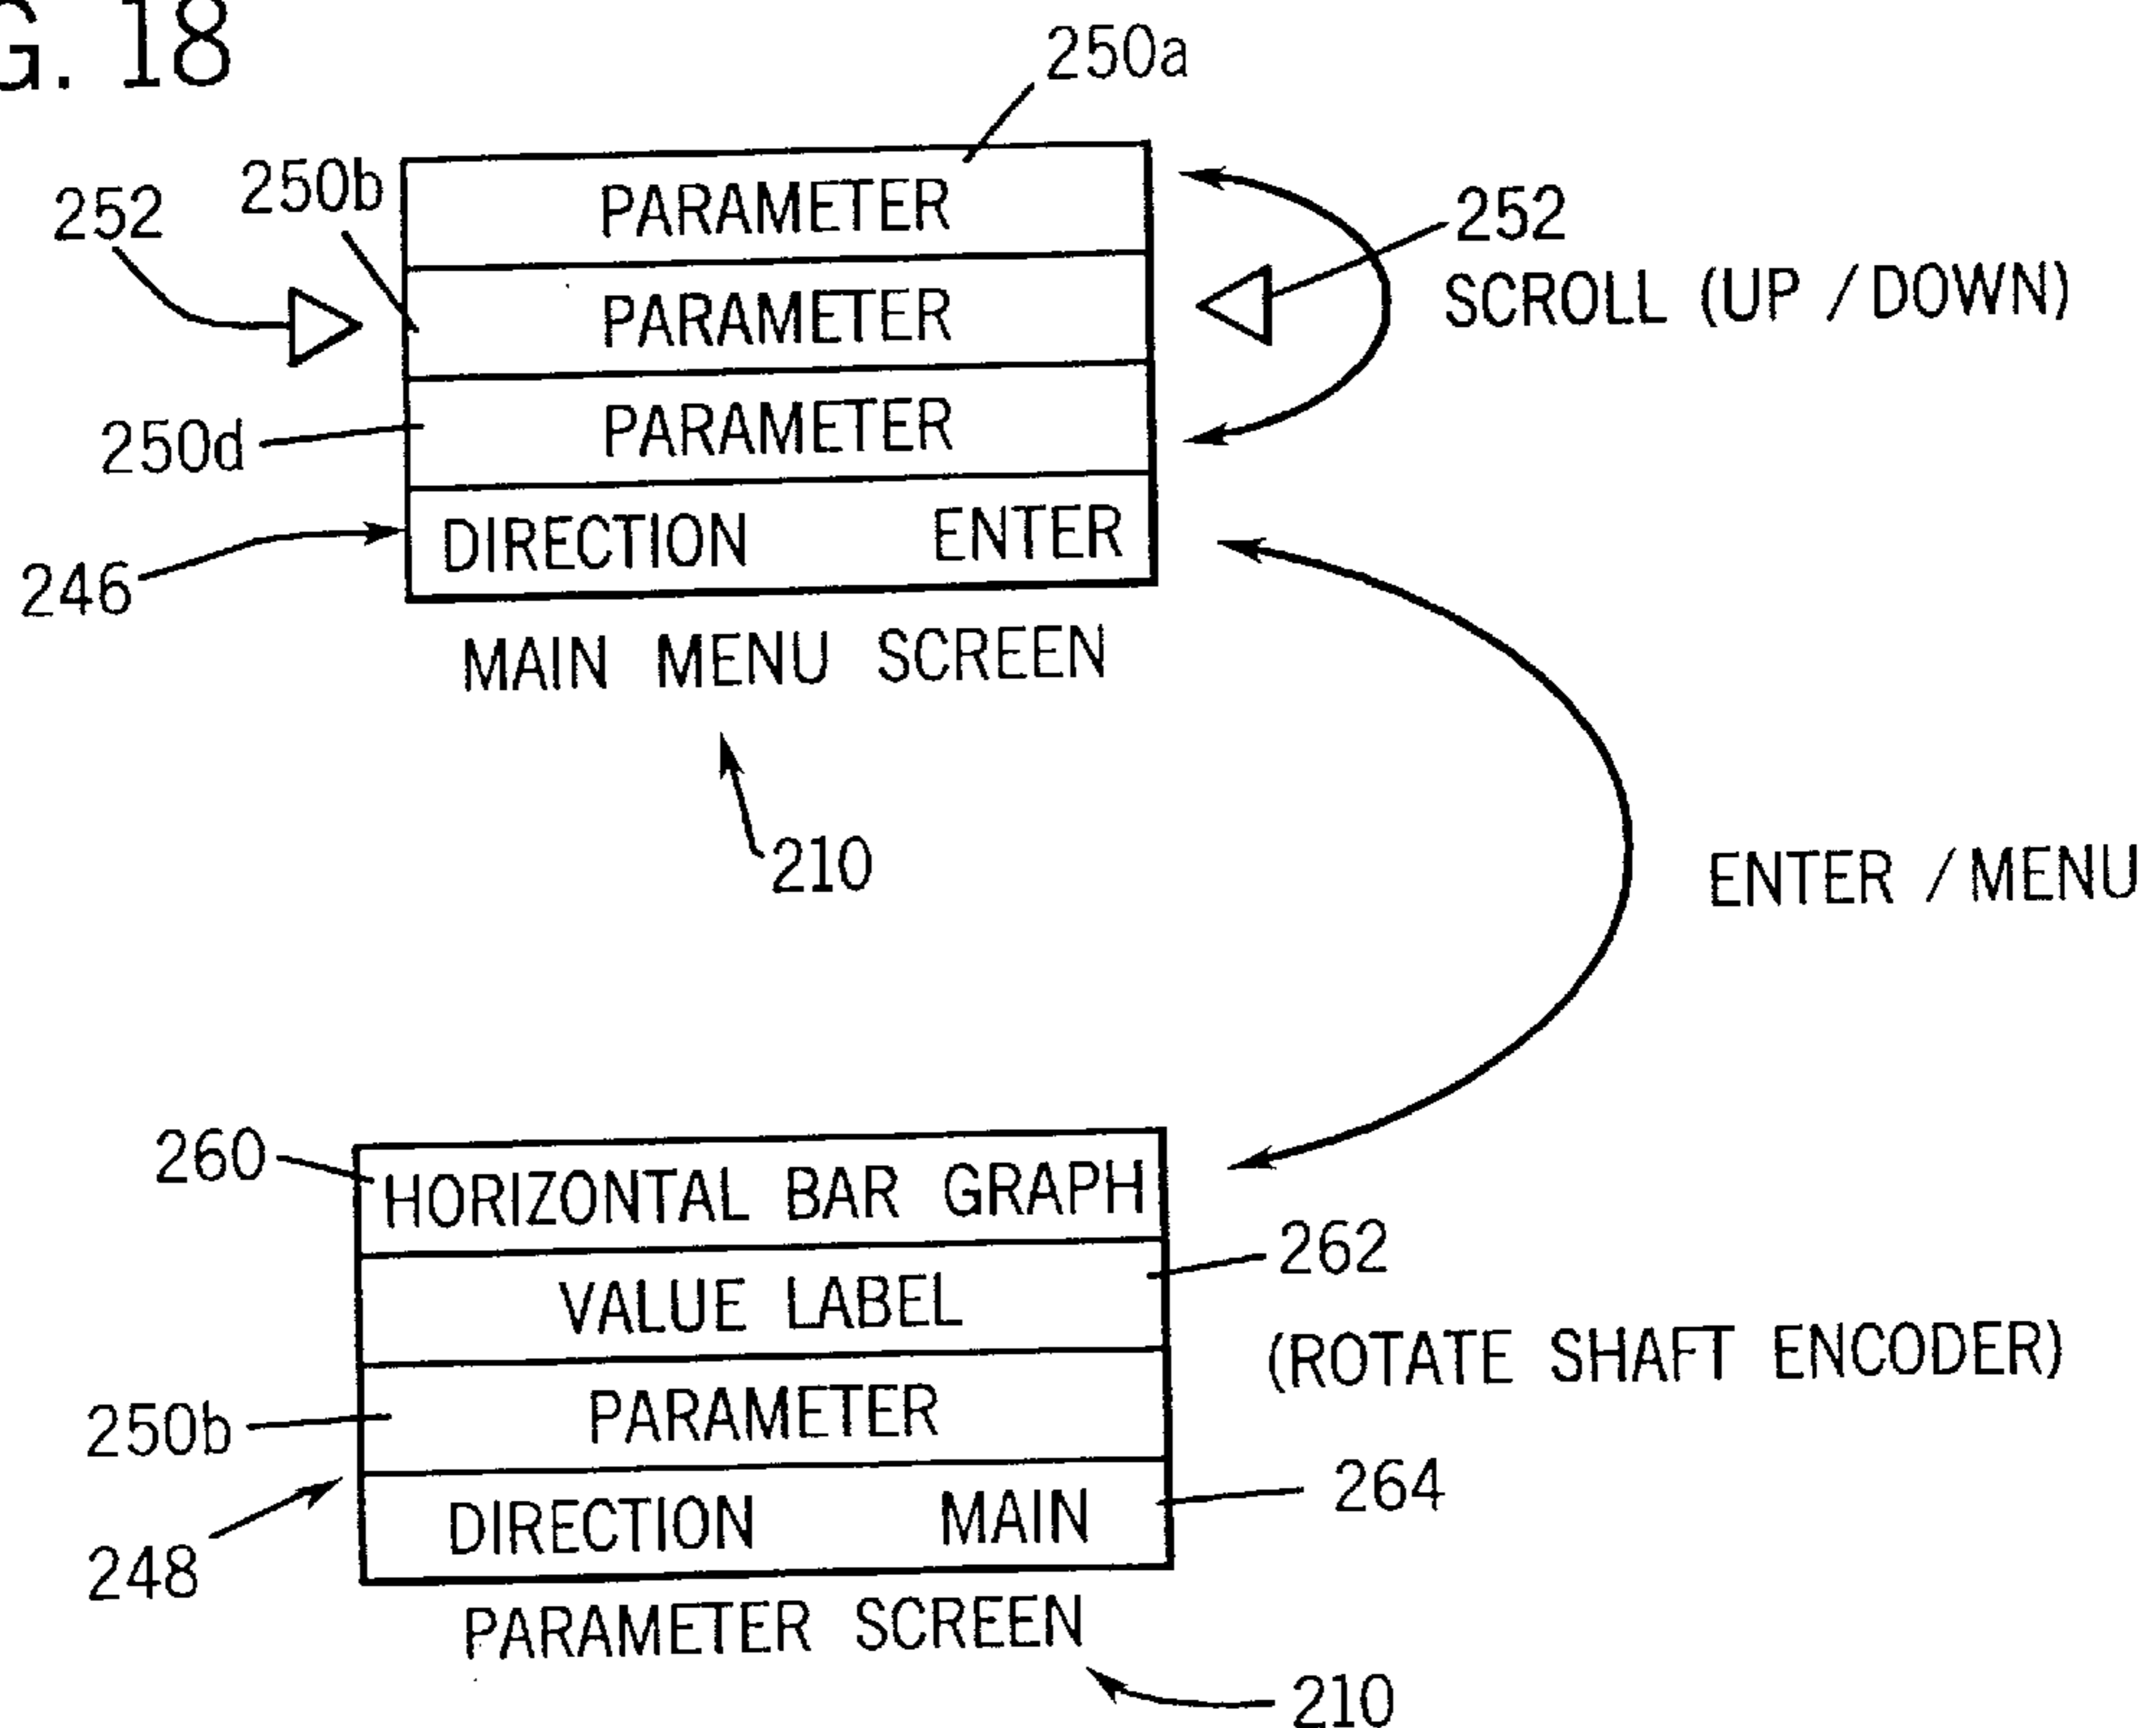 G. 18
250a
250b
252
PARAMETER
252
PARAMETER
SCROLL (UP / DOWN)
250d
PARAMETER
246
DIRECTION ENTER
MAIN MENU SCREEN
210
ENTER / MENU
260
HORIZONTAL BAR GRAPH
262
VALUE LABEL
(ROTATE SHAFT ENCODER)
250b
PARAMETER
264
248
DIRECTION MAIN
PARAMETER SCREEN
210